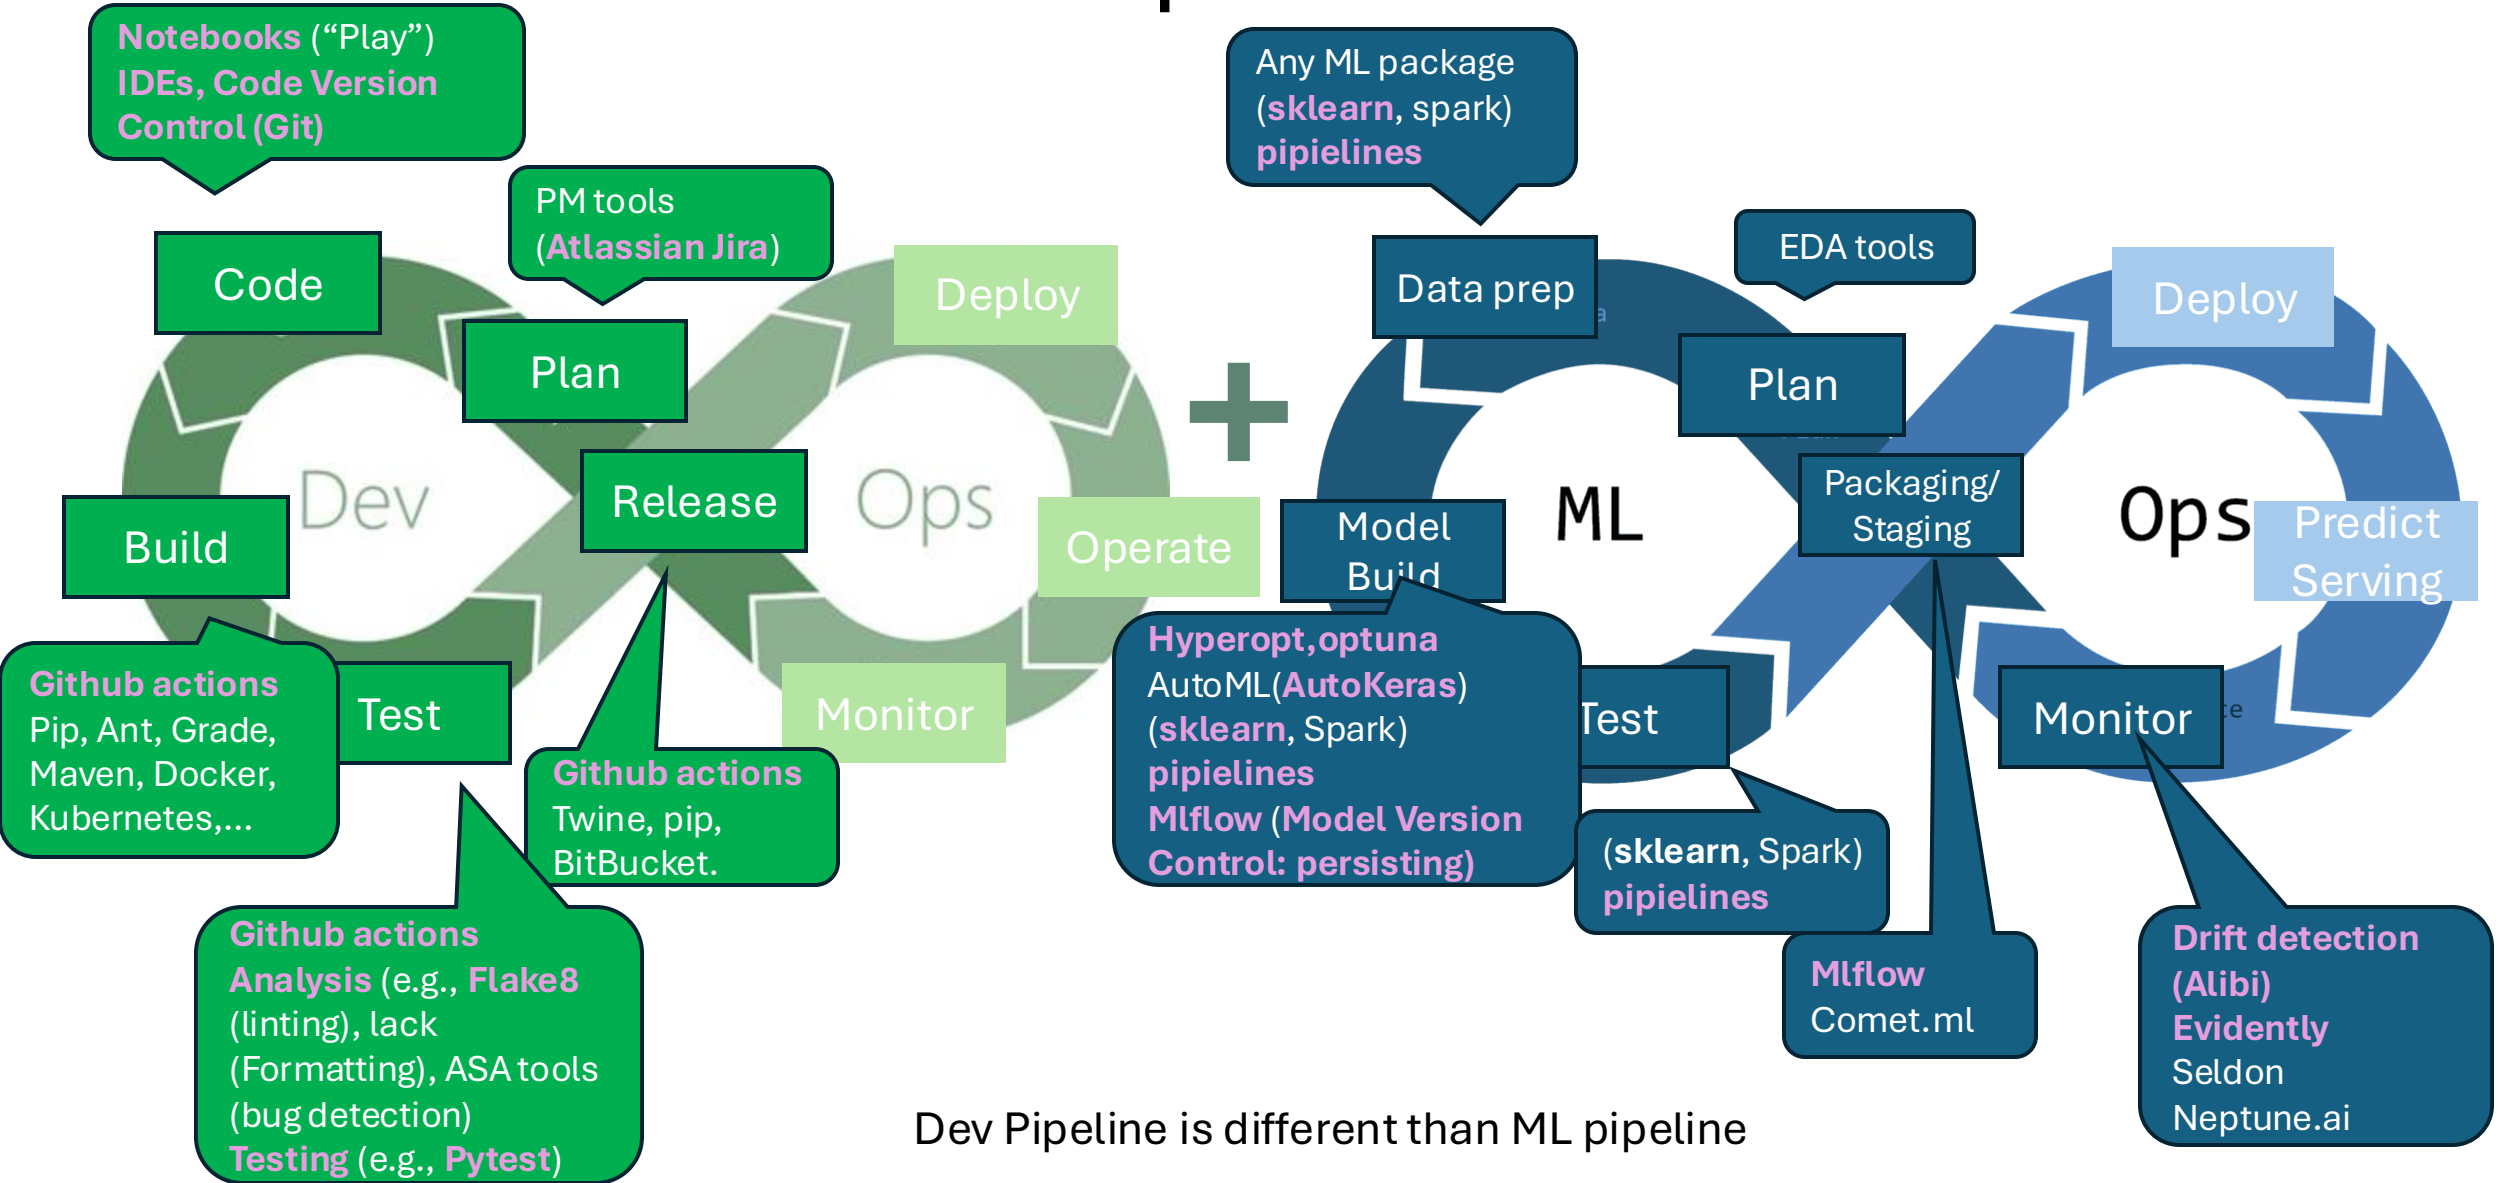 Notebooks (“Play”)
IDEs, Code Version
Control (Git)
PM tools
(Atlassian Jira)
Code
Plan
Deploy
Dev
Release
Ops
Build
Operate
Test
Monitor
Github actions
Pip, Ant, Grade,
Maven, Docker,
Kubernetes,...
Github actions
Twine, pip,
BitBucket.
Github actions
Analysis (e.g., Flake8
(linting), lack
(Formatting), ASA tools
(bug detection)
Testing (e.g., Pytest)
Any ML package
(sklearn, spark)
pipielines
EDA tools
Data prep
Plan
Deploy
ML
Packaging/
Staging
Ops
Predict
Serving
Model
Build
Test
Monitor
Hyperopt,optuna
AutoML(AutoKeras)
(sklearn, Spark)
pipielines
Mlflow (Model Version
Control: persisting)
(sklearn, Spark)
pipielines
Mlflow
Comet.ml
Drift detection
(Alibi)
Evidently
Seldon
Neptune.ai
Dev Pipeline is different than ML pipeline